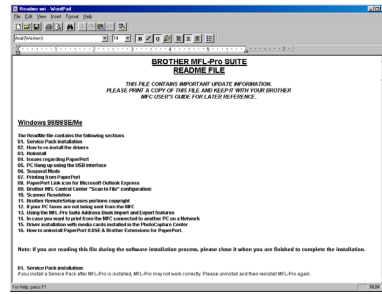 Readme.wri - WordPad
File Edit View Insert Format Help
Arial (Western) 14 B
BROTHER MFL-Pro SUITE
README FILE
THIS FILE CONTAINS IMPORTANT UPDATE INFORMATION.
PLEASE PRINT A COPY OF THIS FILE AND KEEP IT WITH YOUR BROTHER
MFC USER'S GUIDE FOR LATER REFERENCE.
Windows 98/98SE/Me
The ReadMe file contains the following sections
01. Service Pack installation
02. How to re install the drivers
03. Reinstall
04. Issues regarding PaperPort
05. PC Hang up using the USB interface
06. Suspend Mode
07. Printing from PaperPort
08. PaperPort Link icon for Microsoft Outlook Express
09. Brother MFL Control Center "Scan to File" configuration:
10. Scanner Resolution
11. Brother RemoteSetup uses portions copyright
12. If your PC faxes are not being sent from the MFC
13. Using the MFL-Pro Suite Address Book Import and Export features
14. In case you want to print from the MFC connected to another PC on a Network
15. Driver installation with media cards installed in the PhotoCapture Center
16. How to uninstall PaperPort 8.0SE & Brother Extensions for PaperPort.
Note: If you are reading this file during the software installation process, please close it when you are finished to complete the installation.
01. Service Pack installation:
If you install a Service Pack after MFL-Pro is installed, MFL-Pro may not work correctly. Please uninstall and then reinstall MFL-Pro again.
For Help, press F1
NUM